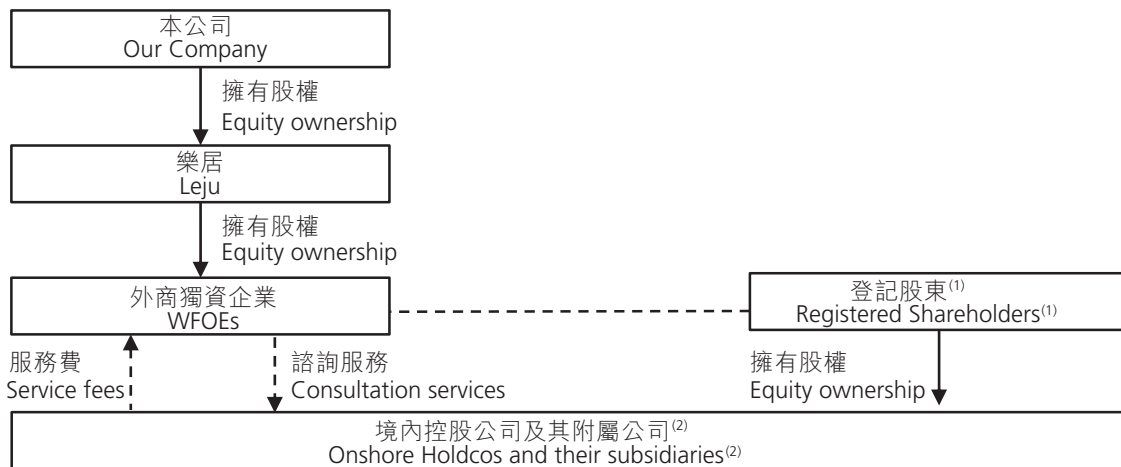 本公司
Our Company
擁有股權
Equity ownership
樂居
Leju
擁有股權
Equity ownership
外商獨資企業
WFOEs
登記股東(1)
Registered Shareholders(1)
服務費
Service fees
諮詢服務
Consultation services
擁有股權
Equity ownership
境內控股公司及其附屬公司(2)
Onshore Holdcos and their subsidiaries(2)